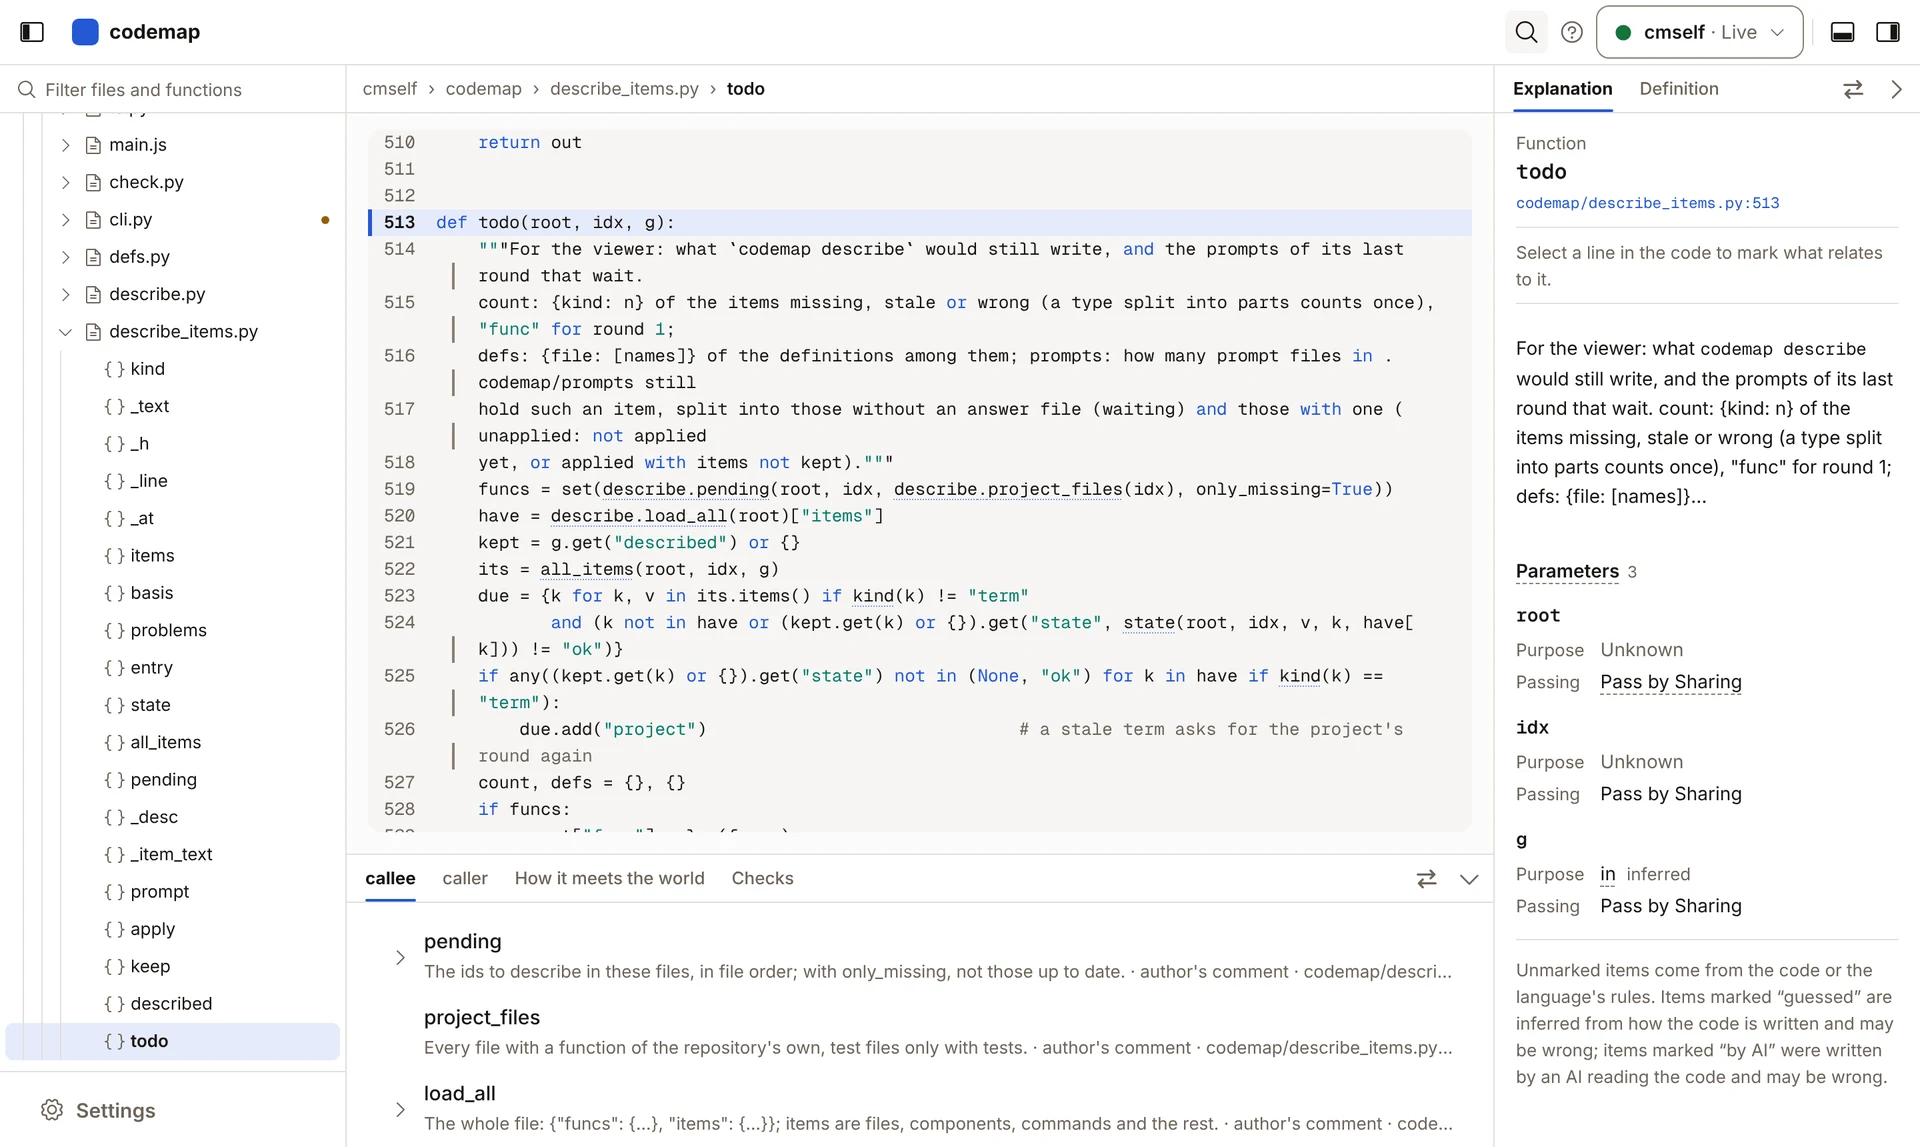 codemap
cmself · Live
Filter files and functions
main.js
check.py
cli.py
defs.py
describe.py
describe_items.py
{ } kind
{ } _text
{ } _h
{ } _line
{ } _at
{ } items
{ } basis
{ } problems
{ } entry
{ } state
{ } all_items
{ } pending
{ } _desc
{ } _item_text
{ } prompt
{ } apply
{ } keep
{ } described
{ } todo
Settings
cmself › codemap › describe_items.py › todo
510 return out
511
512
513 def todo(root, idx, g):
514 """For the viewer: what `codemap describe` would still write, and the prompts of its last
round that wait.
515 count: {kind: n} of the items missing, stale or wrong (a type split into parts counts once),
"func" for round 1;
516 defs: {file: [names]} of the definitions among them; prompts: how many prompt files in .
codemap/prompts still
517 hold such an item, split into those without an answer file (waiting) and those with one (
unapplied: not applied
518 yet, or applied with items not kept)."""
519 funcs = set(describe.pending(root, idx, describe.project_files(idx), only_missing=True))
520 have = describe.load_all(root)["items"]
521 kept = g.get("described") or {}
522 its = all_items(root, idx, g)
523 due = {k for k, v in its.items() if kind(k) != "term"
524 and (k not in have or (kept.get(k) or {}).get("state", state(root, idx, v, k, have[
k])) != "ok")}
525 if any((kept.get(k) or {}).get("state") not in (None, "ok") for k in have if kind(k) ==
"term"):
526 due.add("project") # a stale term asks for the project's
round again
527 count, defs = {}, {}
528 if funcs:
callee caller How it meets the world Checks
pending
The ids to describe in these files, in file order; with only_missing, not those up to date. · author's comment · codemap/descri...
project_files
Every file with a function of the repository's own, test files only with tests. · author's comment · codemap/describe_items.py...
load_all
The whole file: {"funcs": {...}, "items": {...}}; items are files, components, commands and the rest. · author's comment · code...
Explanation Definition
Function
todo
codemap/describe_items.py:513
Select a line in the code to mark what relates
to it.
For the viewer: what codemap describe
would still write, and the prompts of its last
round that wait. count: {kind: n} of the
items missing, stale or wrong (a type split
into parts counts once), "func" for round 1;
defs: {file: [names]}...
Parameters 3
root
Purpose Unknown
Passing Pass by Sharing
idx
Purpose Unknown
Passing Pass by Sharing
g
Purpose in inferred
Passing Pass by Sharing
Unmarked items come from the code or the
language's rules. Items marked “guessed” are
inferred from how the code is written and may
be wrong; items marked “by AI” were written
by an AI reading the code and may be wrong.